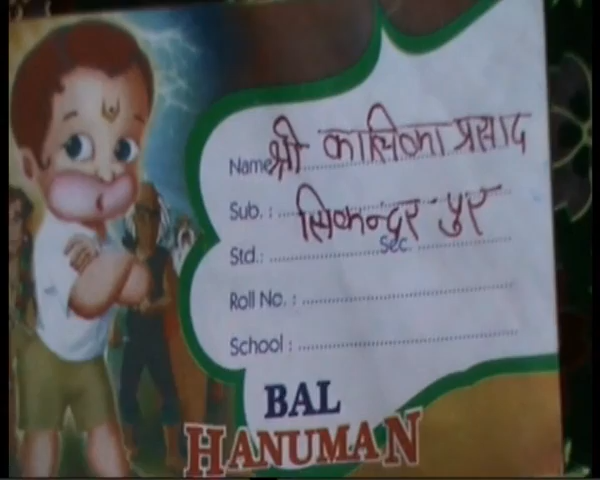 Name श्री कालिका प्रसाद
Sub. : सिकन्दर पुर
Std.: Sec
Roll No. :
School :
BAL
HANUMAN